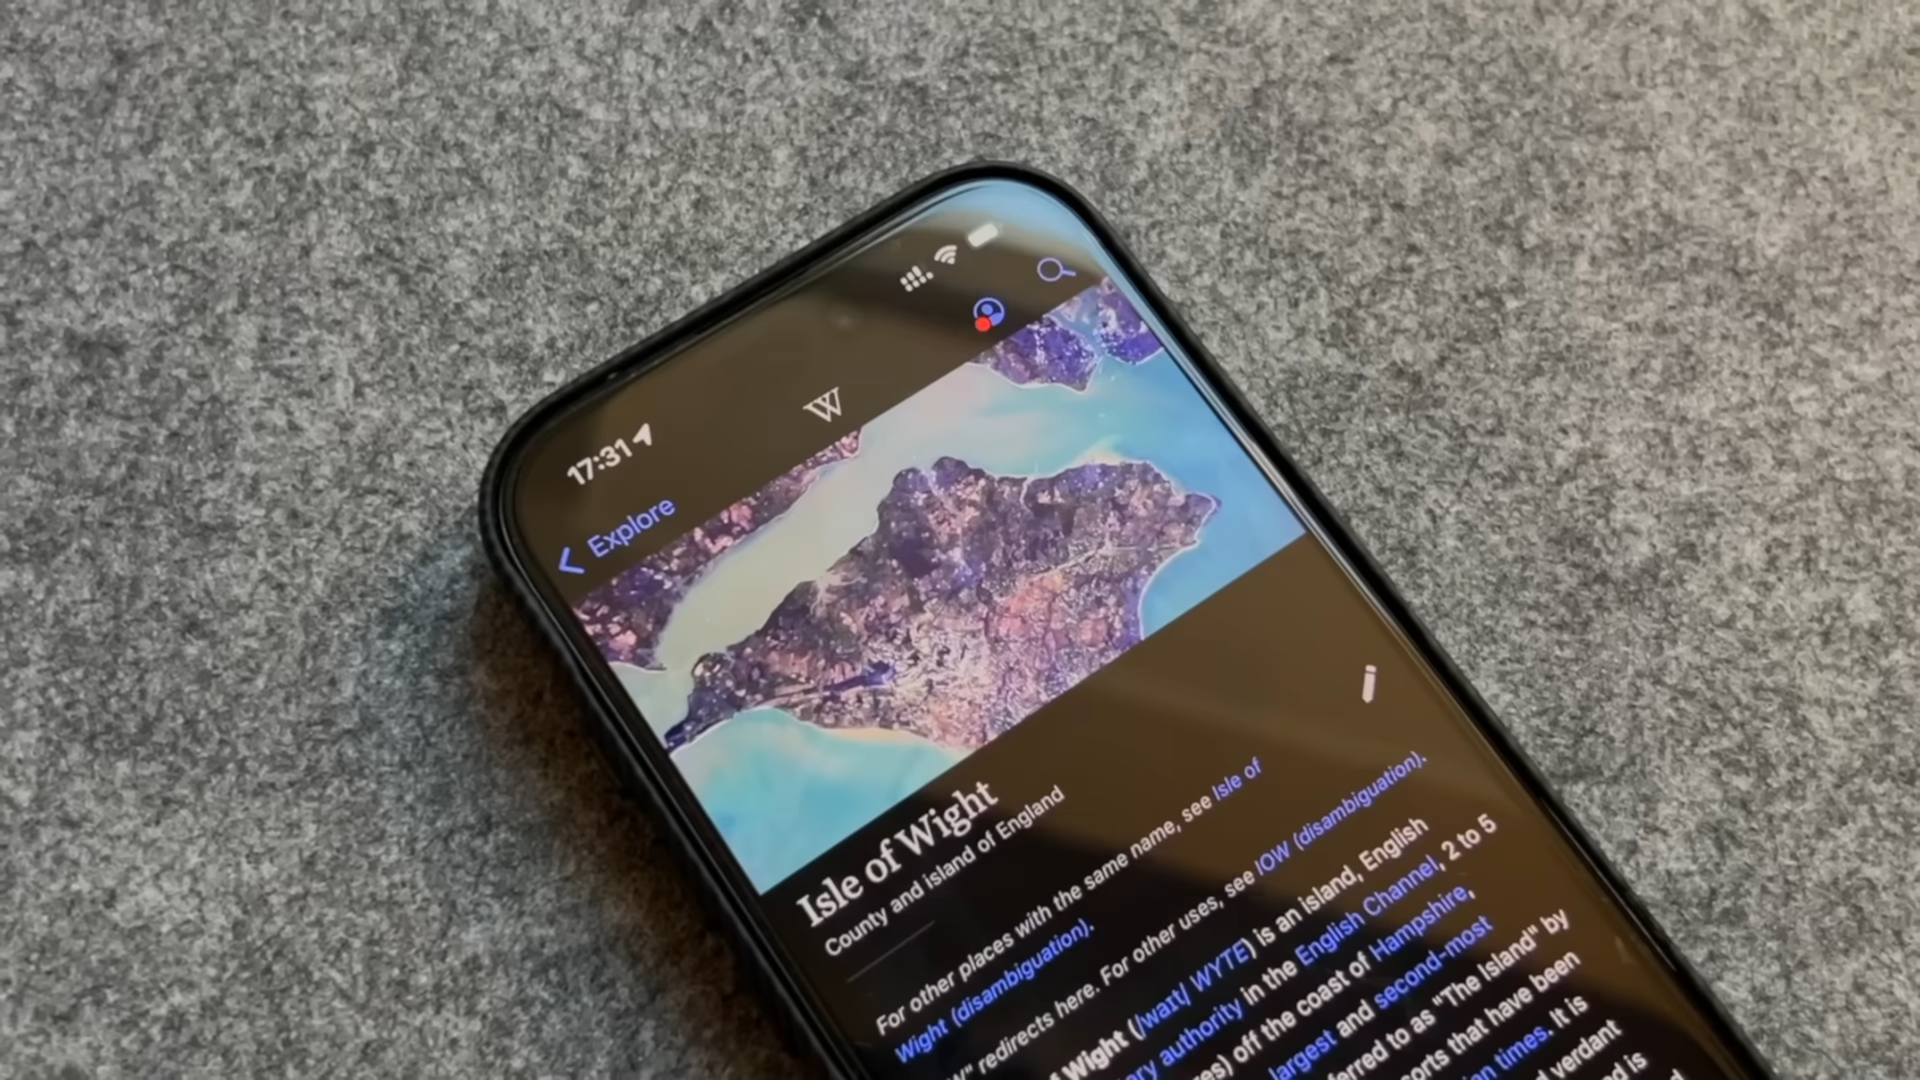 17:31
W
Explore
Isle of Wight
County and island of England
For other places with the same name, see Isle of
Wight (disambiguation).
redirects here. For other uses, see IOW (disambiguation).
Wight (/waɪt/ WYTE) is an island, English
authority in the English Channel, 2 to 5
off the coast of Hampshire,
largest and second-most
to as "The Island" by
that have been
times. It is
verdant
is